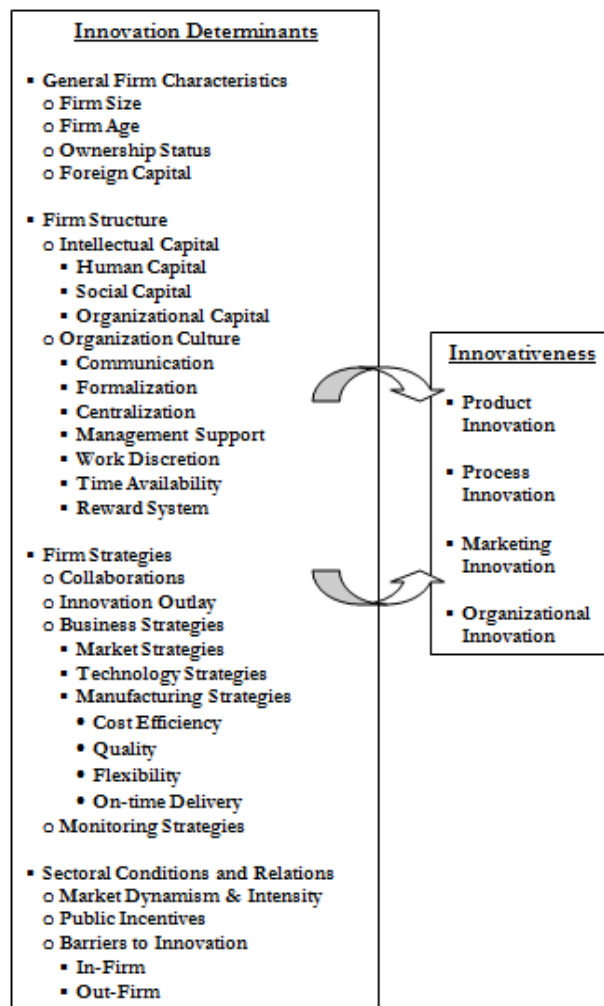 Innovation Determinants
▪ General Firm Characteristics
o Firm Size
o Firm Age
o Ownership Status
o Foreign Capital
▪ Firm Structure
o Intellectual Capital
▪ Human Capital
▪ Social Capital
▪ Organizational Capital
o Organization Culture
▪ Communication
▪ Formalization
▪ Centralization
▪ Management Support
▪ Work Discretion
▪ Time Availability
▪ Reward System
▪ Firm Strategies
o Collaborations
o Innovation Outlay
o Business Strategies
▪ Market Strategies
▪ Technology Strategies
▪ Manufacturing Strategies
• Cost Efficiency
• Quality
• Flexibility
• On-time Delivery
o Monitoring Strategies
▪ Sectoral Conditions and Relations
o Market Dynamism & Intensity
o Public Incentives
o Barriers to Innovation
▪ In-Firm
▪ Out-Firm
Innovativeness
▪ Product
Innovation
▪ Process
Innovation
▪ Marketing
Innovation
▪ Organizational
Innovation